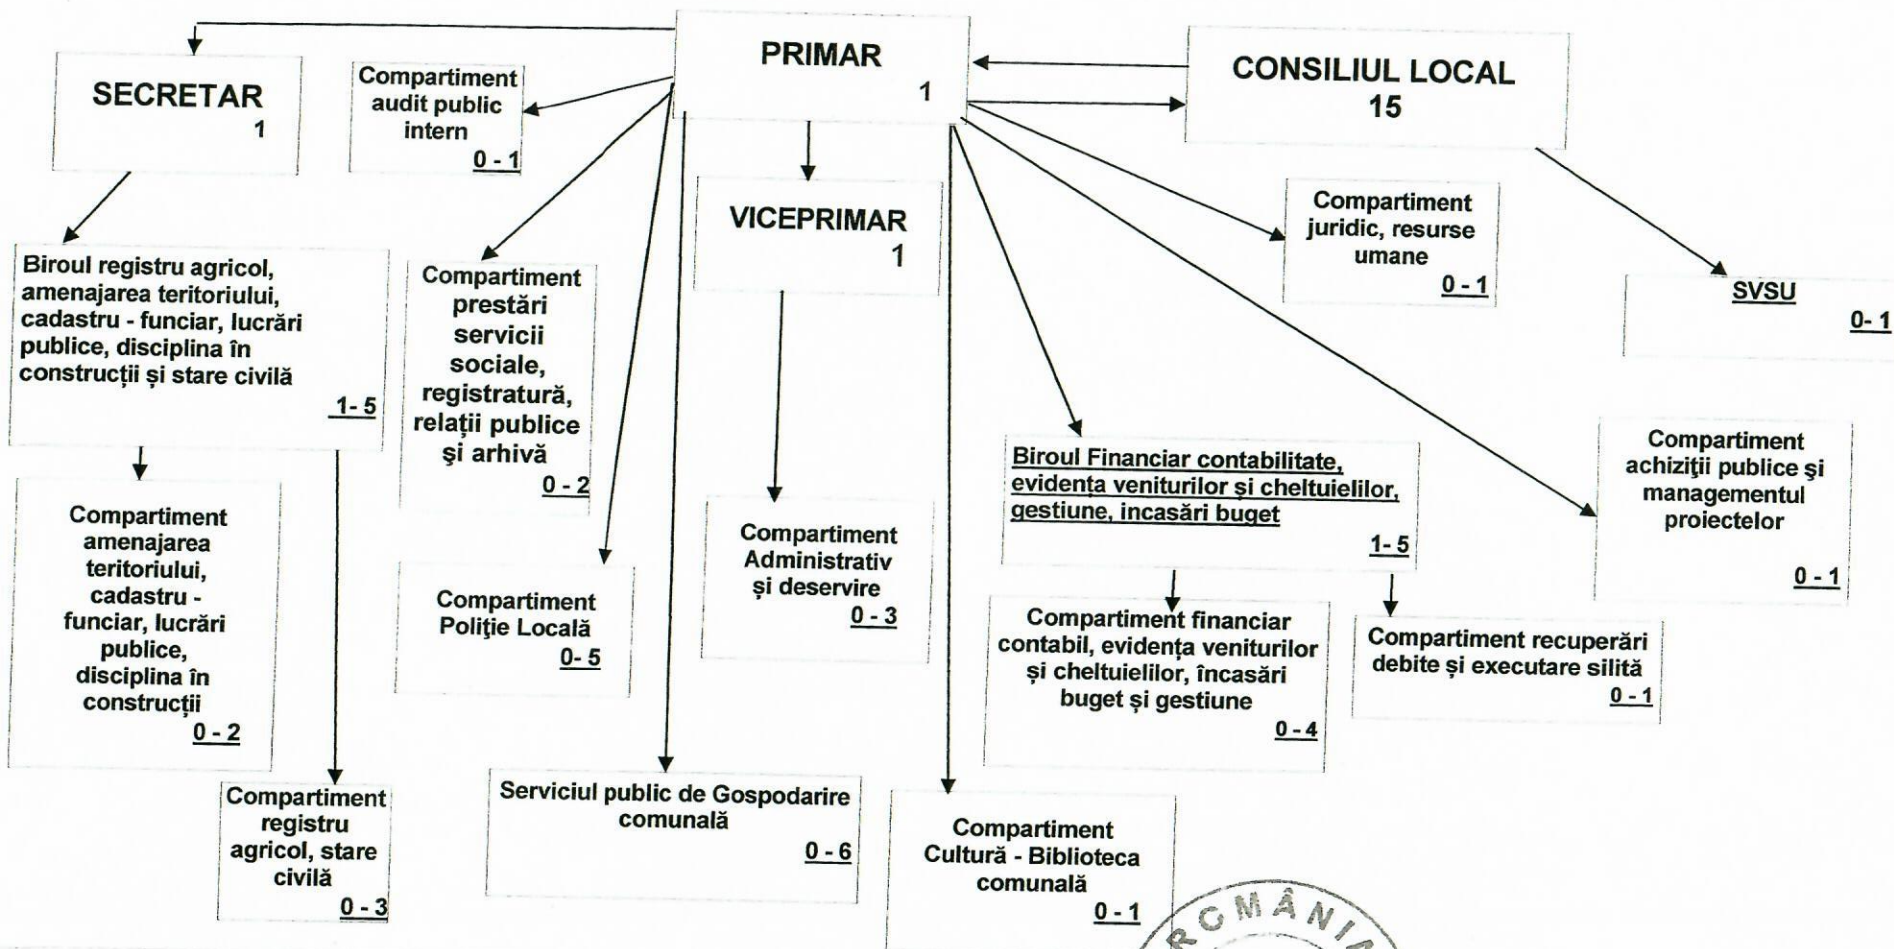 PRIMAR
1
SECRETAR
1
Compartiment
audit public
intern
0 - 1
CONSILIUL LOCAL
15
VICEPRIMAR
1
Compartiment
juridic, resurse
umane
0 - 1
SVSU
0- 1
Biroul registru agricol,
amenajarea teritoriului,
cadastru - funciar, lucrări
publice, disciplina în
construcții și stare civilă
1- 5
Compartiment
prestări
servicii
sociale,
registratură,
relații publice
şi arhivă
0 - 2
Biroul Financiar contabilitate,
evidența veniturilor și cheltuielilor,
gestiune, incasări buget
1- 5
Compartiment
achiziţii publice şi
managementul
proiectelor
0 - 1
Compartiment
amenajarea
teritoriului,
cadastru -
funciar, lucrări
publice,
disciplina în
construcții
0 - 2
Compartiment
Poliţie Locală
0- 5
Compartiment
Administrativ
și deservire
0 - 3
Compartiment financiar
contabil, evidența veniturilor
și cheltuielilor, încasări
buget și gestiune
0 - 4
Compartiment recuperări
debite și executare silită
0 - 1
Compartiment
registru
agricol, stare
civilă
0 - 3
Serviciul public de Gospodarire
comunală
0 - 6
Compartiment
Cultură - Biblioteca
comunală
0 - 1
ROMÂNIA